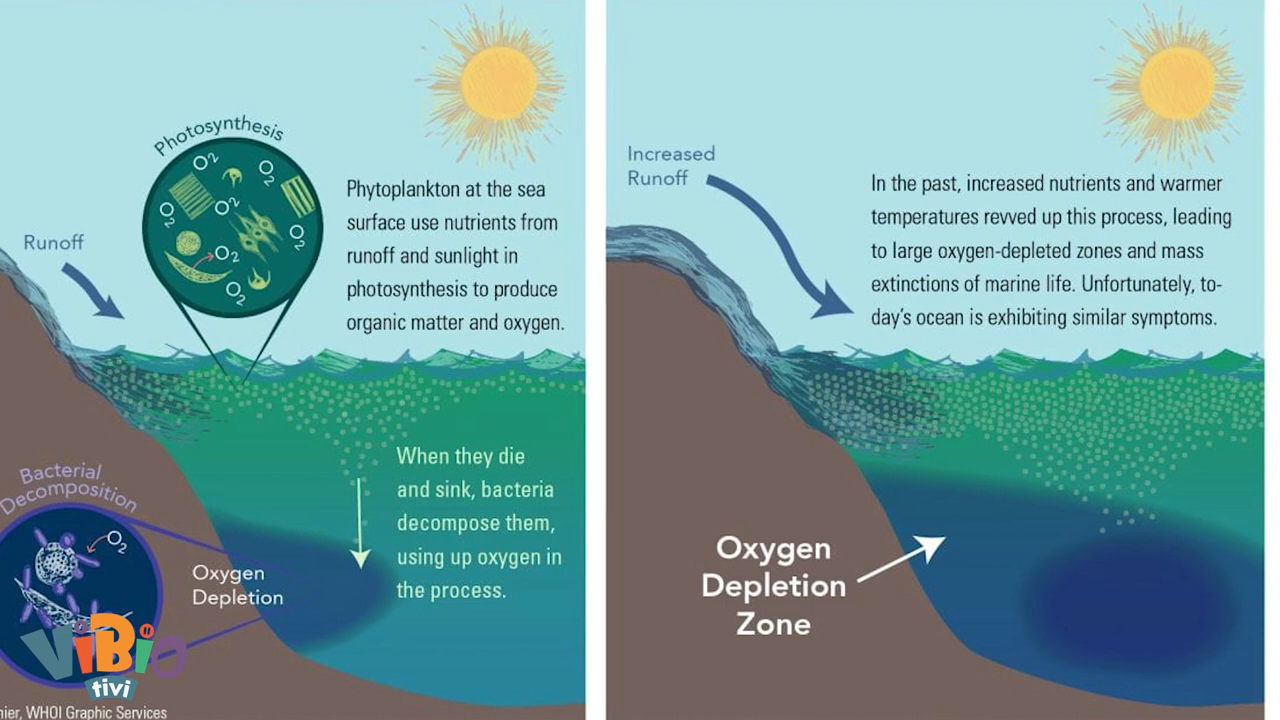 Photosynthesis
O2
O2
O2
O2
O2
O2
O2
Runoff
Phytoplankton at the sea
surface use nutrients from
runoff and sunlight in
photosynthesis to produce
organic matter and oxygen.
When they die
and sink, bacteria
decompose them,
using up oxygen in
the process.
Bacterial
Decomposition
O2
Oxygen
Depletion
ViBio
tivi
WHOI Graphic Services
Increased
Runoff
In the past, increased nutrients and warmer
temperatures revved up this process, leading
to large oxygen-depleted zones and mass
extinctions of marine life. Unfortunately, to-
day’s ocean is exhibiting similar symptoms.
Oxygen
Depletion
Zone